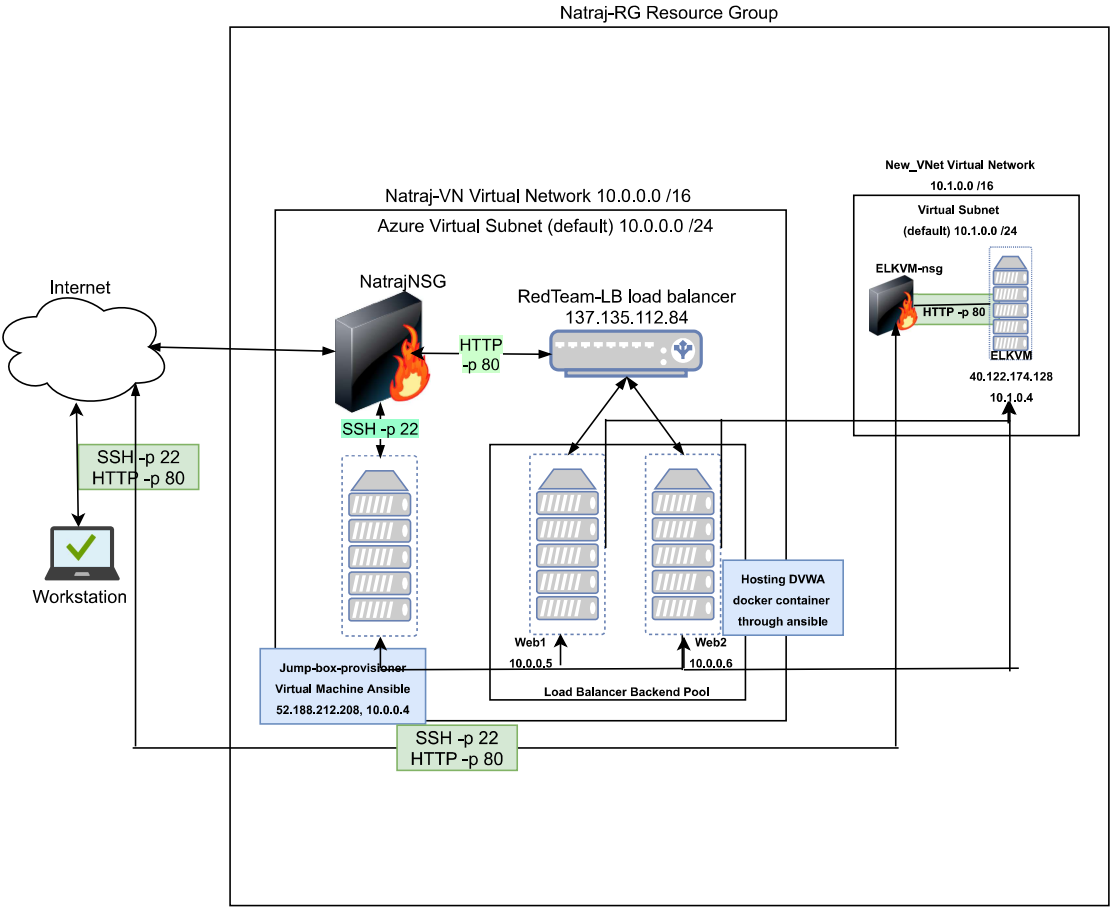 Natraj-RG Resource Group
New_VNet Virtual Network
10.1.0.0 /16
Natraj-VN Virtual Network 10.0.0.0 /16
Virtual Subnet
(default) 10.1.0.0 /24
Azure Virtual Subnet (default) 10.0.0.0 /24
ELKVM-nsg
HTTP -p 80
ELKVM
40.122.174.128
10.1.0.4
Internet
NatrajNSG
RedTeam-LB load balancer
137.135.112.84
HTTP
-p 80
SSH -p 22
SSH -p 22
HTTP -p 80
Workstation
Hosting DVWA
docker container
through ansible
Web1
10.0.0.5
Web2
10.0.0.6
Jump-box-provisioner
Virtual Machine Ansible
52.188.212.208, 10.0.0.4
Load Balancer Backend Pool
SSH -p 22
HTTP -p 80